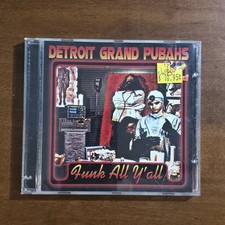 DETROIT GRAND PUBAHS
Funk All Y'all